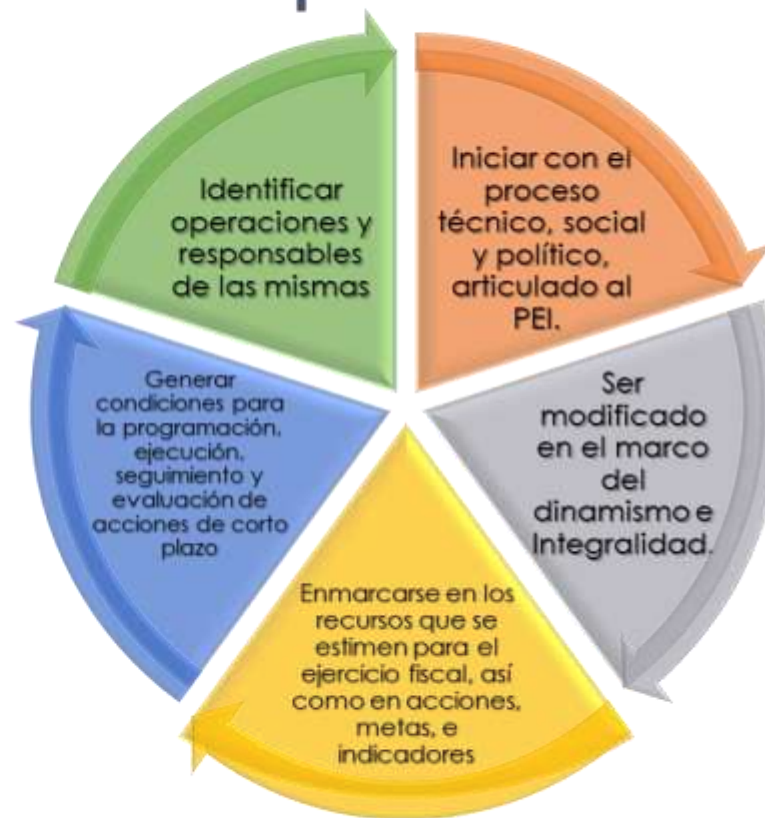 Iniciar con el
proceso
técnico, social
y político,
articulado al
PEI.
Ser
modificado
en el marco
del
dinamismo e
Integralidad.
Enmarcarse en los
recursos que se
estimen para el
ejercicio fiscal, así
como en acciones,
metas, e
indicadores
Generar
condiciones para
la programación,
ejecución,
seguimiento y
evaluación de
acciones de corto
plazo
Identificar
operaciones y
responsables
de las mismas